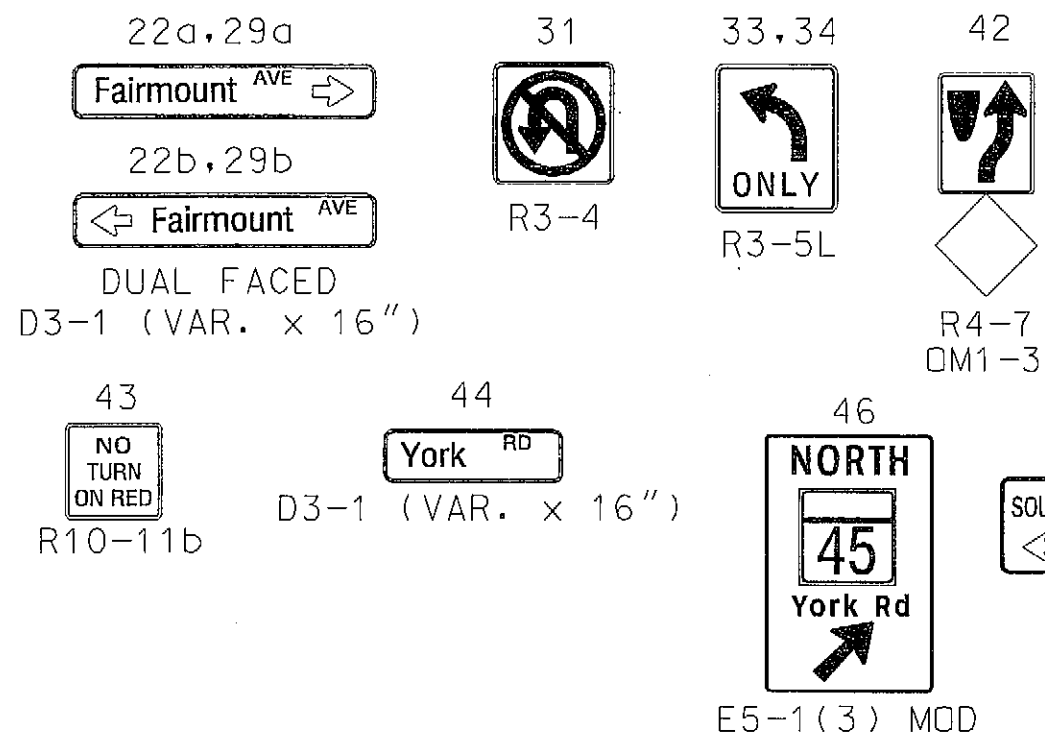 22a,29a
Fairmount AVE
22b,29b
Fairmount AVE
DUAL FACED
D3-1 (VAR. x 16")
31
R3-4
33,34
ONLY
R3-5L
42
R4-7
OM1-3
43
NO
TURN
ON RED
R10-11b
44
York RD
D3-1 (VAR. x 16")
46
NORTH
45
York Rd
E5-1(3) MOD